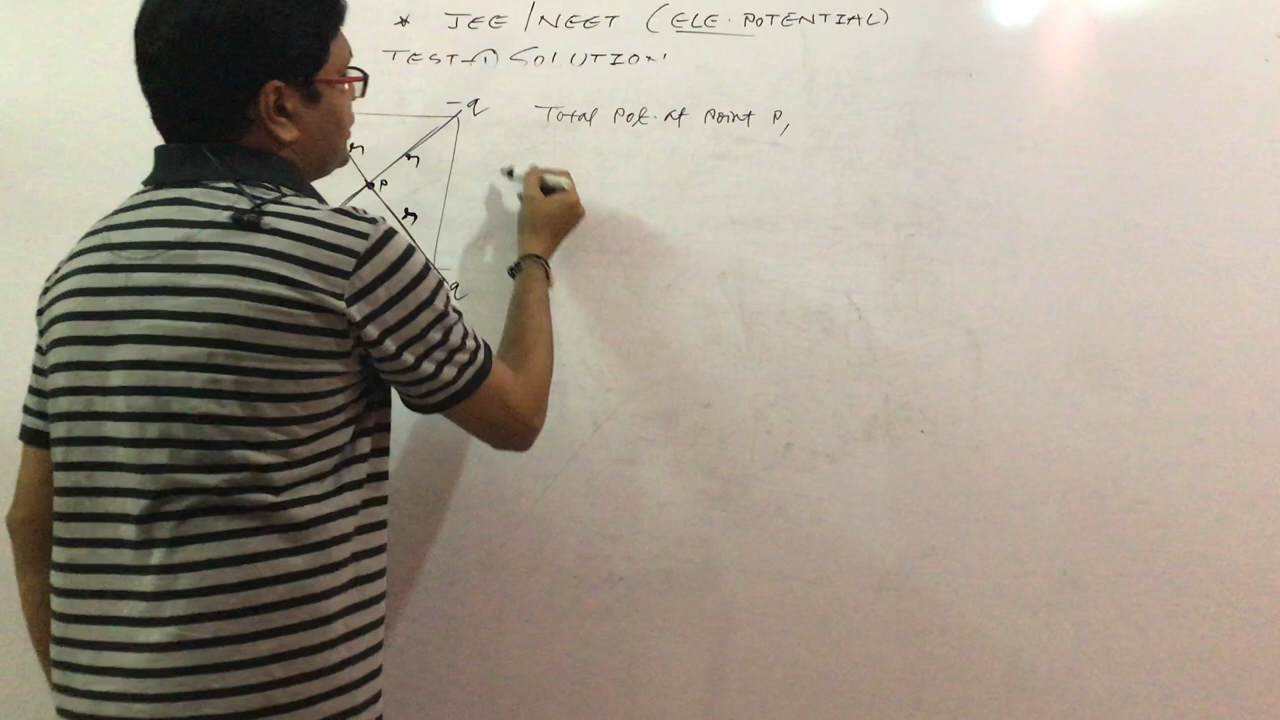 * JEE/NEET (ELE. POTENTIAL)
TEST-1) SOLUTION!
-q
Total Pot. at point P,
r
r
P
r
q